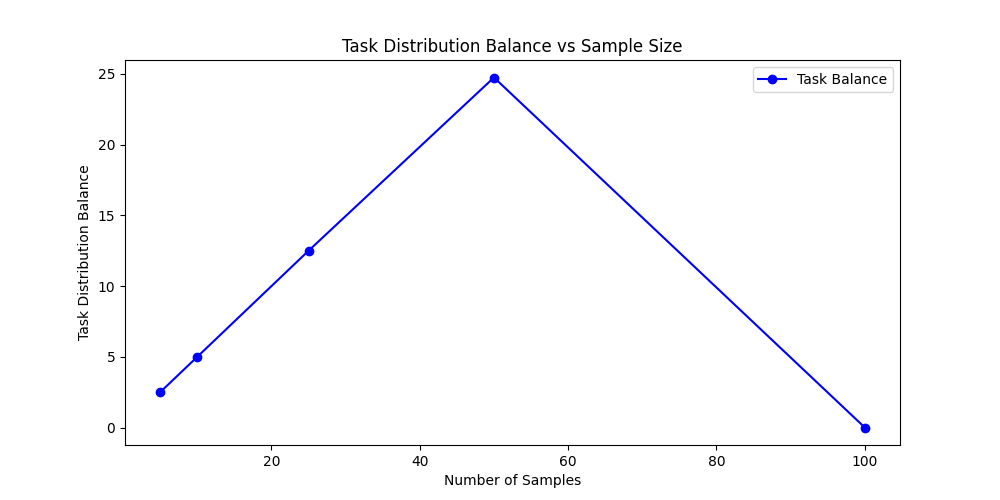 Task Distribution Balance vs Sample Size
Task Balance
Task Distribution Balance
25
20
15
10
5
0
20 40 60 80 100
Number of Samples